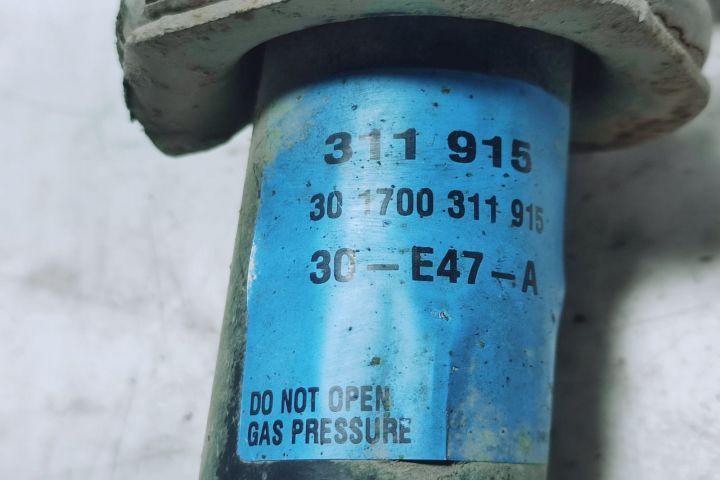 311 915
30 1700 311 915
30-E47-A
DO NOT OPEN
GAS PRESSURE